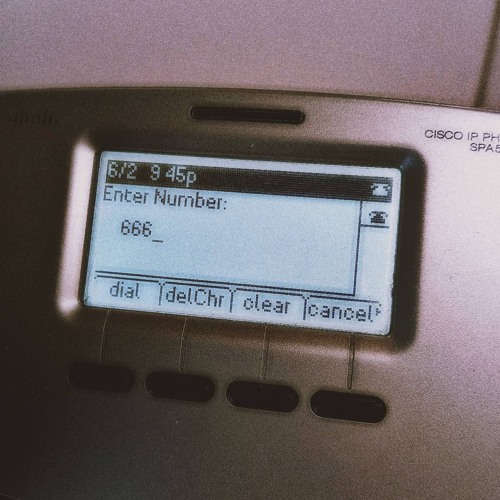 CISCO IP PH
SPA5
6/2 9 45p
Enter Number:
666_
dial delChr clear cancel